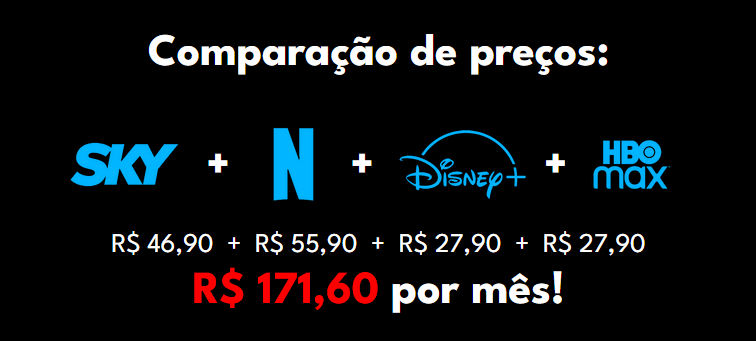 Comparação de preços:
SKY + N + Disney+ + HBO max
R$ 46,90 + R$ 55,90 + R$ 27,90 + R$ 27,90
R$ 171,60 por mês!